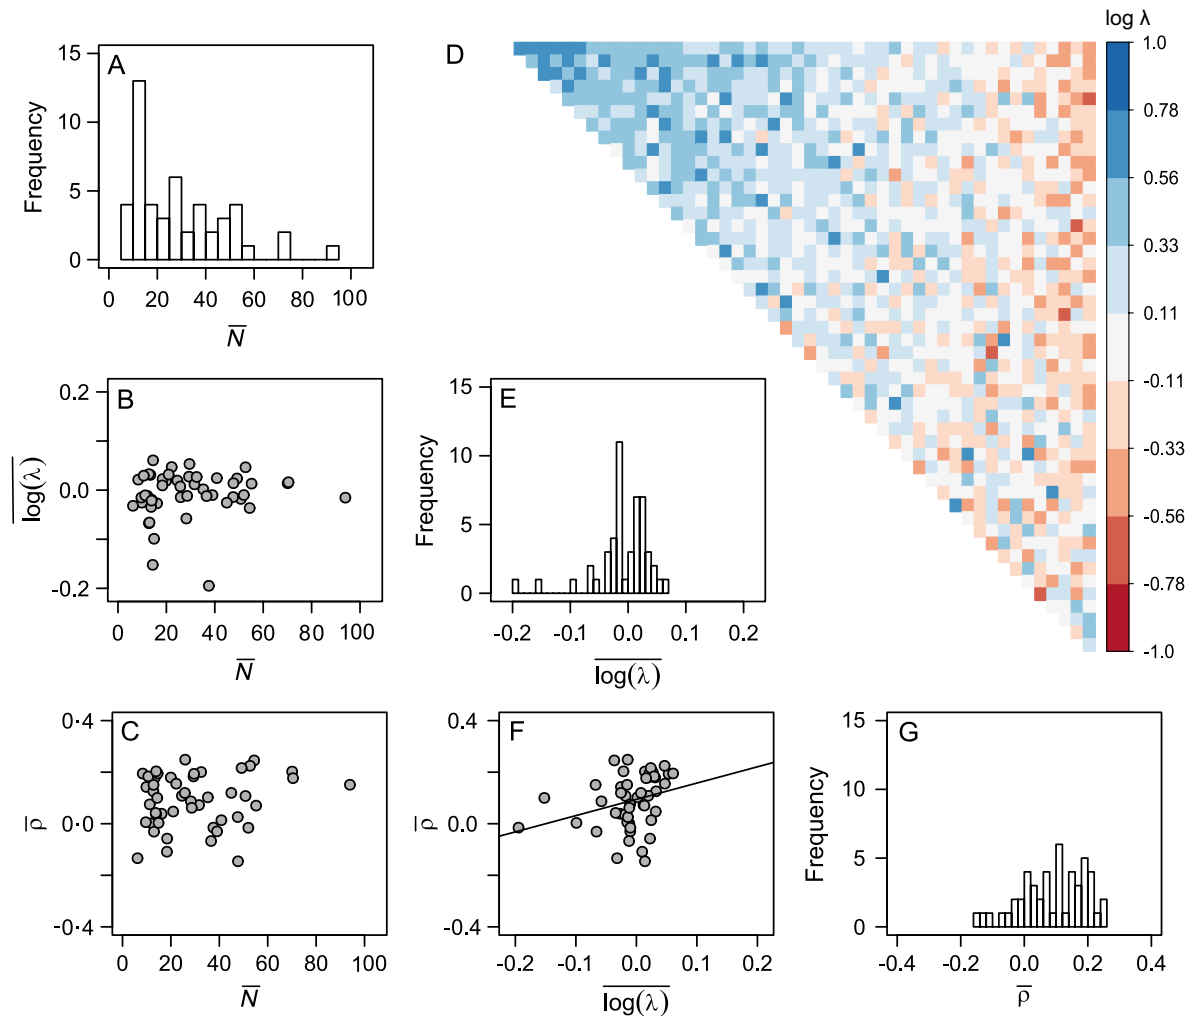 A
Frequency
15
10
5
0
0 20 40 60 80 100
N̅
B
log(λ)
0.2
0.0
-0.2
0 20 40 60 80 100
N̅
C
ρ̅
0·4
0·0
-0·4
0 20 40 60 80 100
N̅
D
log λ
1.0
0.78
0.56
0.33
0.11
-0.11
-0.33
-0.56
-0.78
-1.0
E
Frequency
15
10
5
0
-0.2 -0.1 0.0 0.1 0.2
log(λ)
F
ρ̅
0.4
0.0
-0.4
-0.2 -0.1 0.0 0.1 0.2
log(λ)
G
Frequency
15
10
5
0
-0.4 -0.2 0.0 0.2 0.4
ρ̅